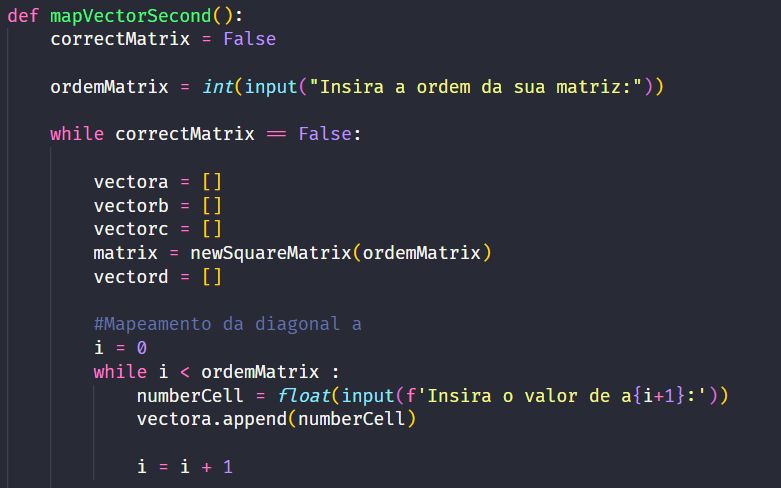 def mapVectorSecond():
    correctMatrix = False
    ordemMatrix = int(input("Insira a ordem da sua matriz:"))
    while correctMatrix == False:
        vectora = []
        vectorb = []
        vectorc = []
        matrix = newSquareMatrix(ordemMatrix)
        vectord = []
        #Mapeamento da diagonal a
        i = 0
        while i < ordemMatrix :
            numberCell = float(input(f'Insira o valor de a{i+1}:'))
            vectora.append(numberCell)
            i = i + 1